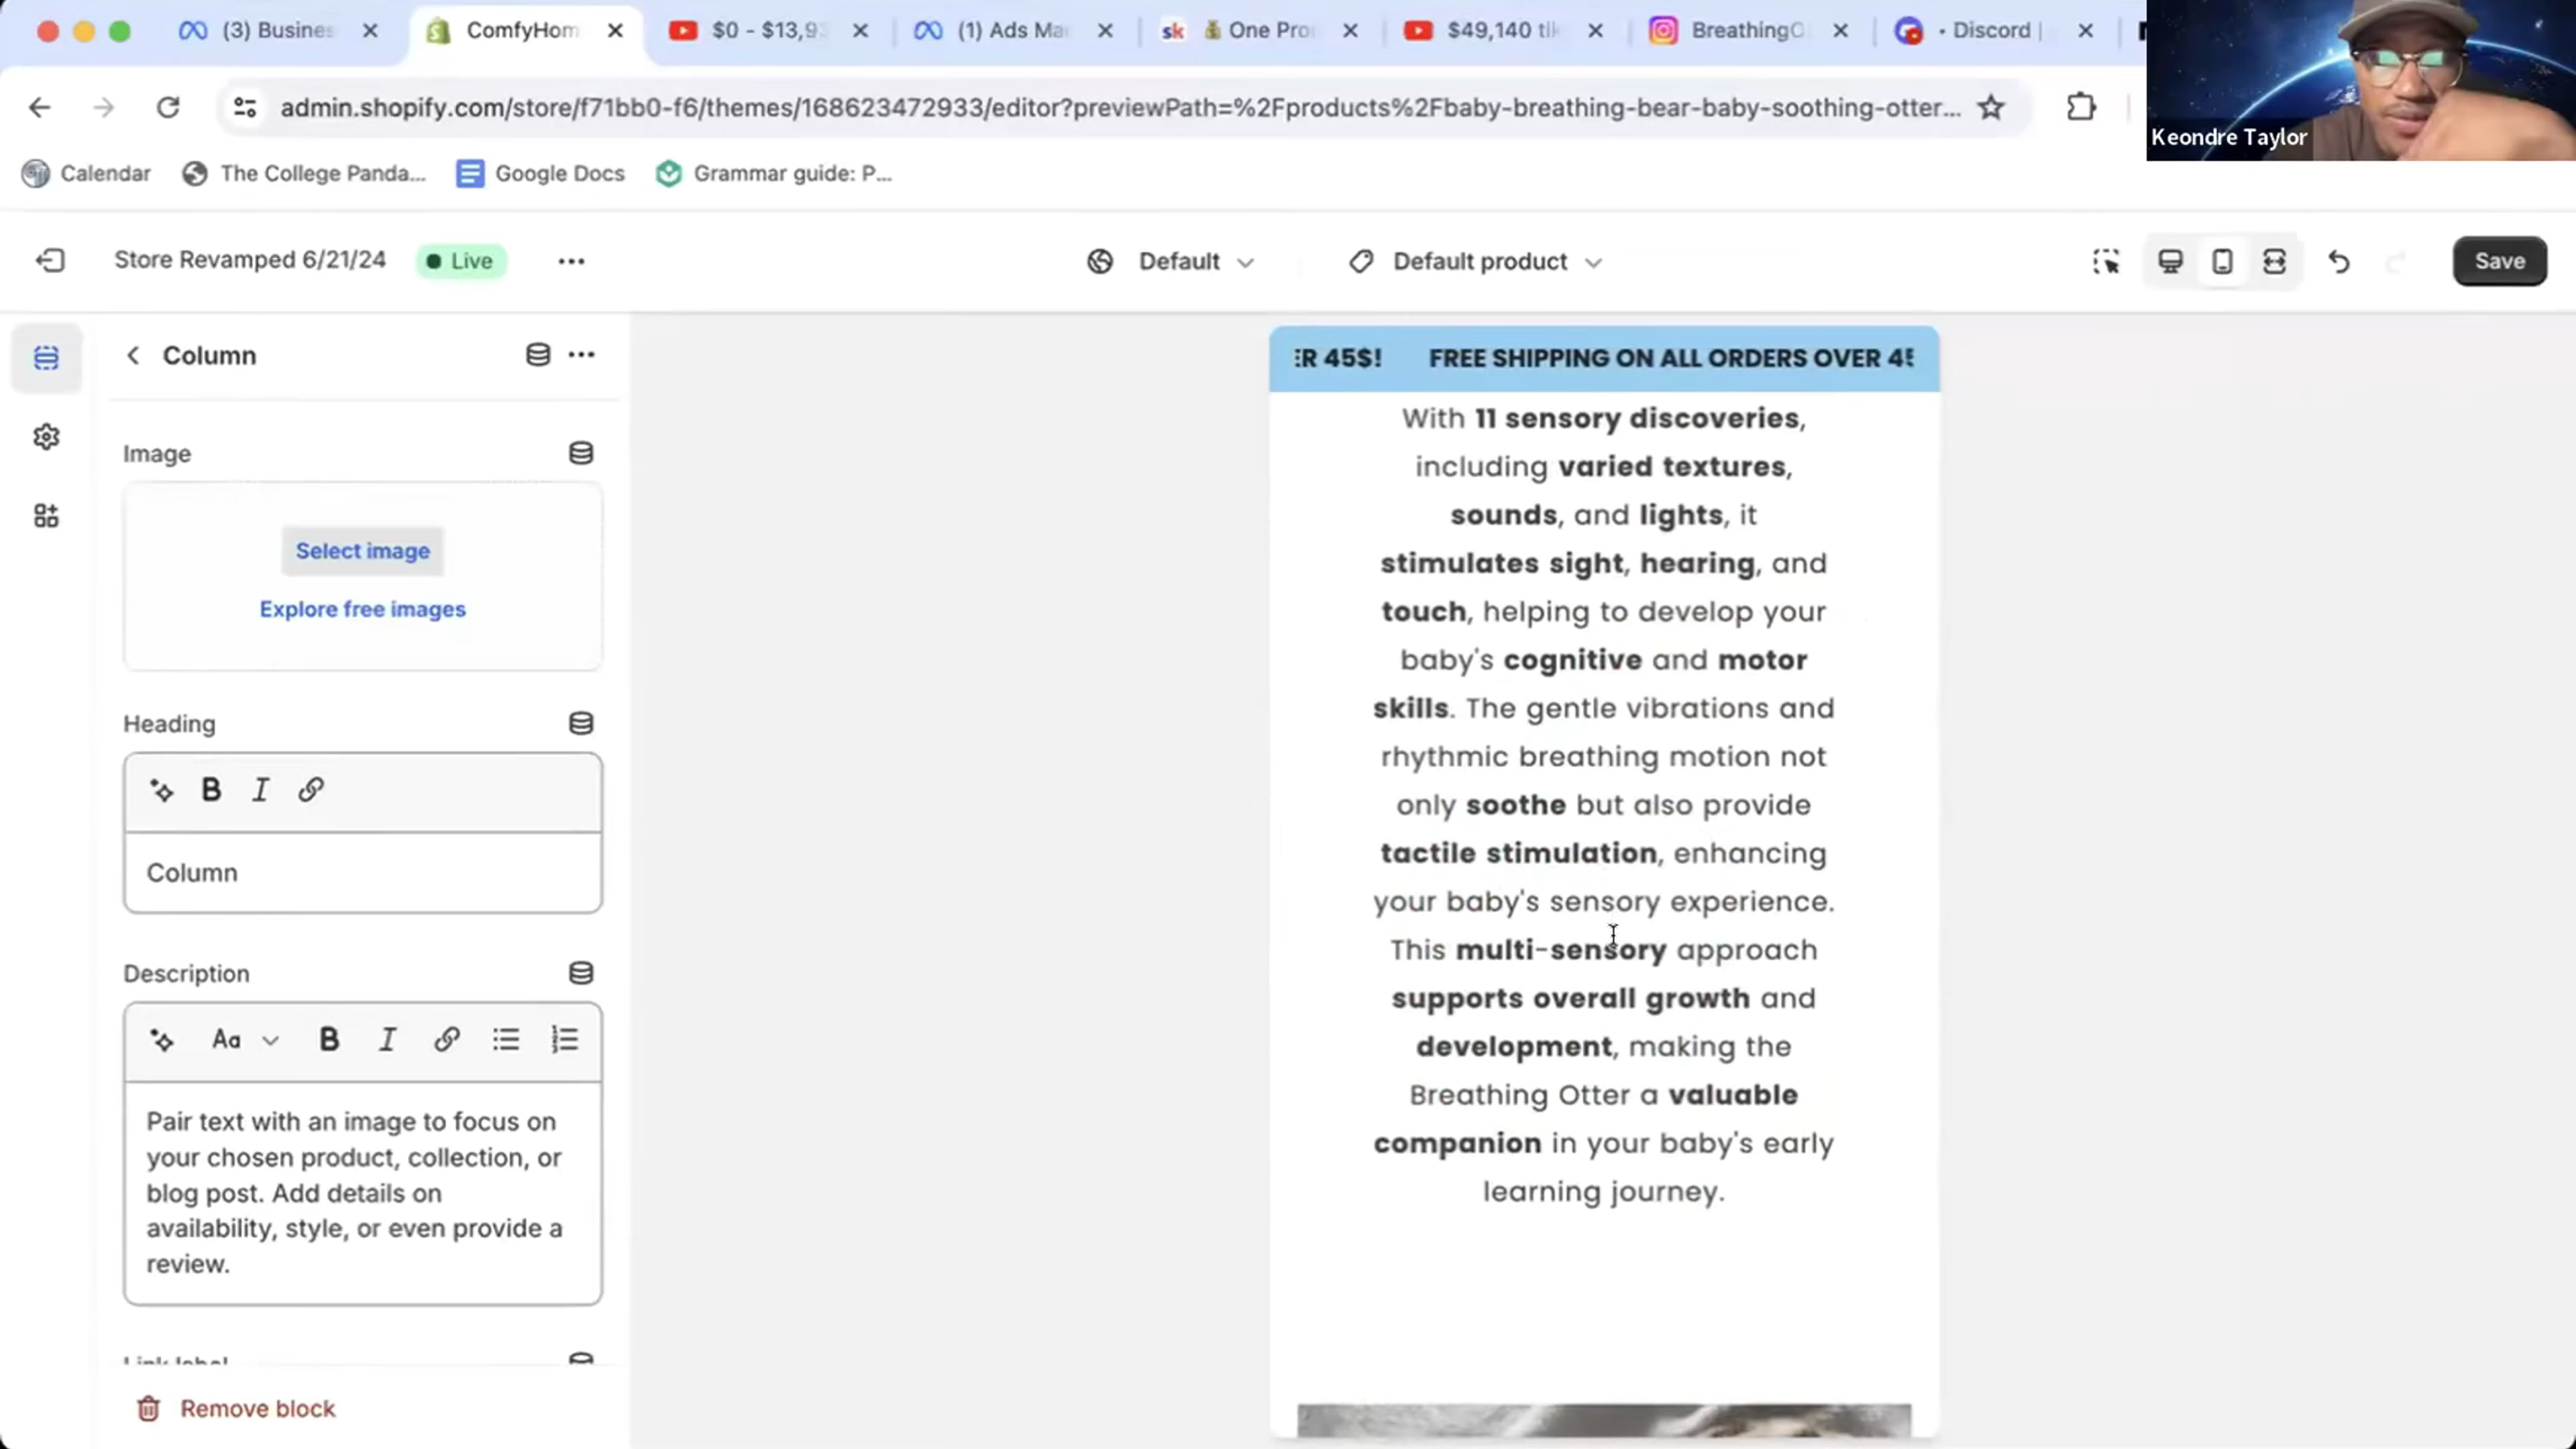 (3) Busines
ComfyHom
$0 - $13,9
(1) Ads Ma
sk
One Pro
$49,140 tik
BreathingO
• Discord |
admin.shopify.com/store/f71bb0-f6/themes/168623472933/editor?previewPath=%2Fproducts%2Fbaby-breathing-bear-baby-soothing-otter...
Keondre Taylor
Calendar
The College Panda...
Google Docs
Grammar guide: P...
Store Revamped 6/21/24
Live
Default
Default product
Save
Column
Image
Select image
Explore free images
Heading
B I
Column
Description
Aa B I
Pair text with an image to focus on
your chosen product, collection, or
blog post. Add details on
availability, style, or even provide a
review.
Link label
Remove block
ER 45$! FREE SHIPPING ON ALL ORDERS OVER 45
With 11 sensory discoveries,
including varied textures,
sounds, and lights, it
stimulates sight, hearing, and
touch, helping to develop your
baby's cognitive and motor
skills. The gentle vibrations and
rhythmic breathing motion not
only soothe but also provide
tactile stimulation, enhancing
your baby's sensory experience.
This multi-sensory approach
supports overall growth and
development, making the
Breathing Otter a valuable
companion in your baby's early
learning journey.